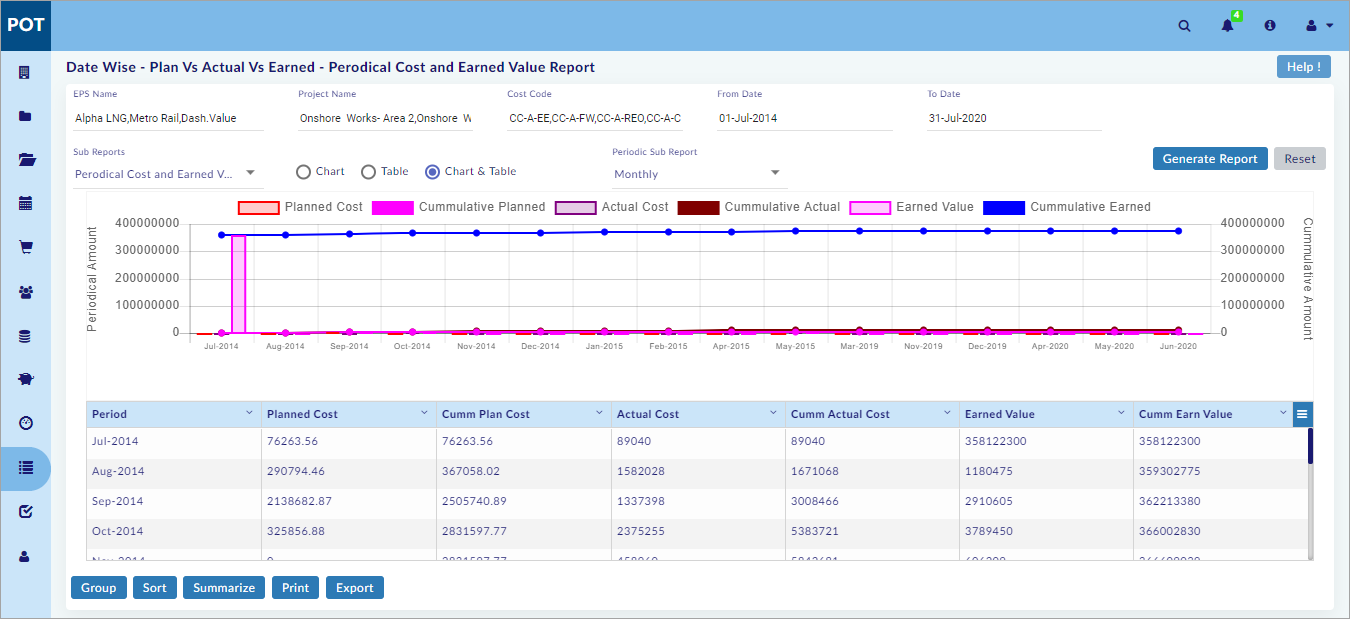 POT
4
Date Wise - Plan Vs Actual Vs Earned - Perodical Cost and Earned Value Report
Help !
EPS Name Project Name Cost Code From Date To Date
Alpha LNG,Metro Rail,Dash.Value Onshore Works- Area 2,Onshore W CC-A-EE,CC-A-FW,CC-A-REO,CC-A-C 01-Jul-2014 31-Jul-2020
Sub Reports Periodic Sub Report
Perodical Cost and Earned V... Chart Table Chart & Table Monthly
Generate Report Reset
Planned Cost Cummulative Planned Actual Cost Cummulative Actual Earned Value Cummulative Earned
Periodical Amount
400000000
300000000
200000000
100000000
0
400000000
300000000
200000000
100000000
0
Cummulative Amount
Jul-2014 Aug-2014 Sep-2014 Oct-2014 Nov-2014 Dec-2014 Jan-2015 Feb-2015 Apr-2015 May-2015 Mar-2019 Nov-2019 Dec-2019 Apr-2020 May-2020 Jun-2020
Period Planned Cost Cumm Plan Cost Actual Cost Cumm Actual Cost Earned Value Cumm Earn Value
Jul-2014 76263.56 76263.56 89040 89040 358122300 358122300
Aug-2014 290794.46 367058.02 1582028 1671068 1180475 359302775
Sep-2014 2138682.87 2505740.89 1337398 3008466 2910605 362213380
Oct-2014 325856.88 2831597.77 2375255 5383721 3789450 366002830
Group Sort Summarize Print Export